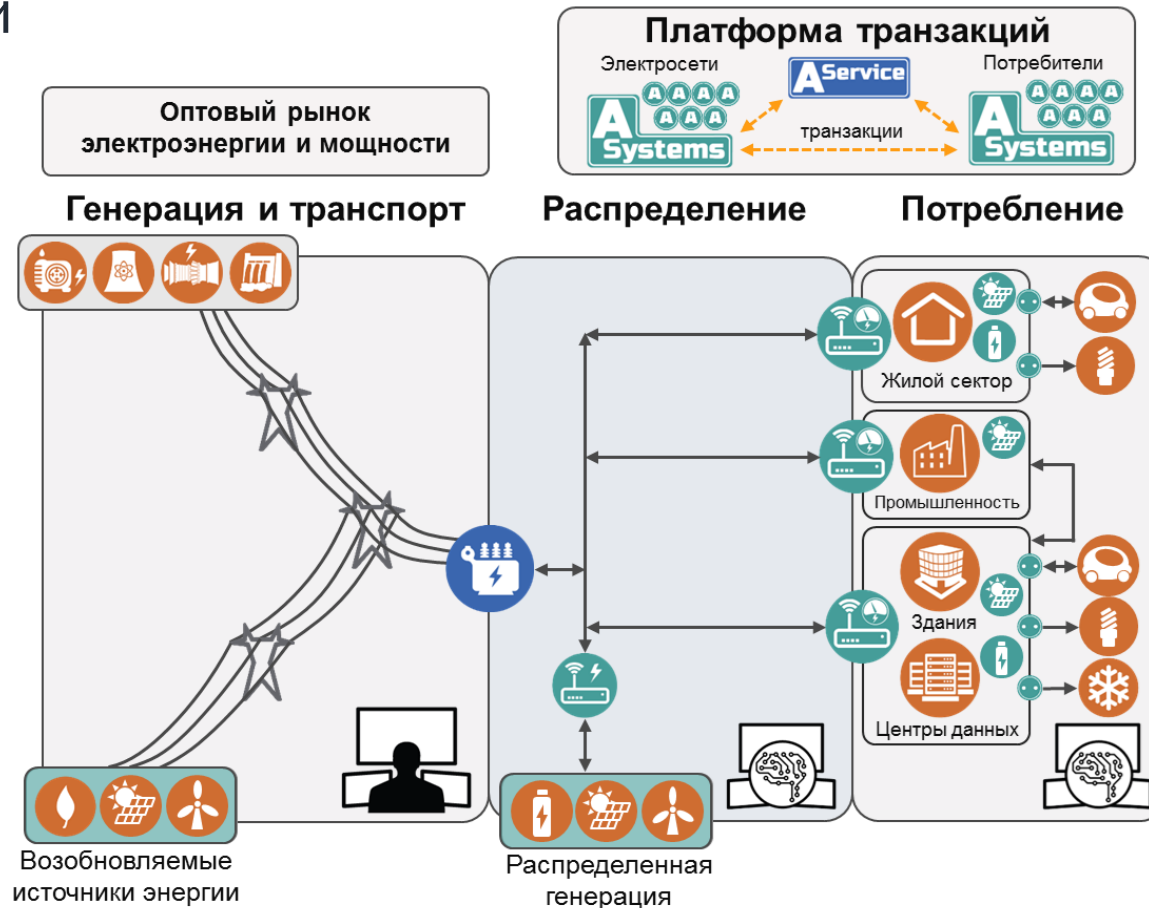 и
Платформа транзакций
Электросети
Потребители
A Service
A A A A
A A A
A Systems
транзакции
A A A A
A A A
A Systems
Оптовый рынок
электроэнергии и мощности
Генерация и транспорт
Распределение
Потребление
Жилой сектор
Промышленность
Здания
Центры данных
Возобновляемые
источники энергии
Распределенная
генерация